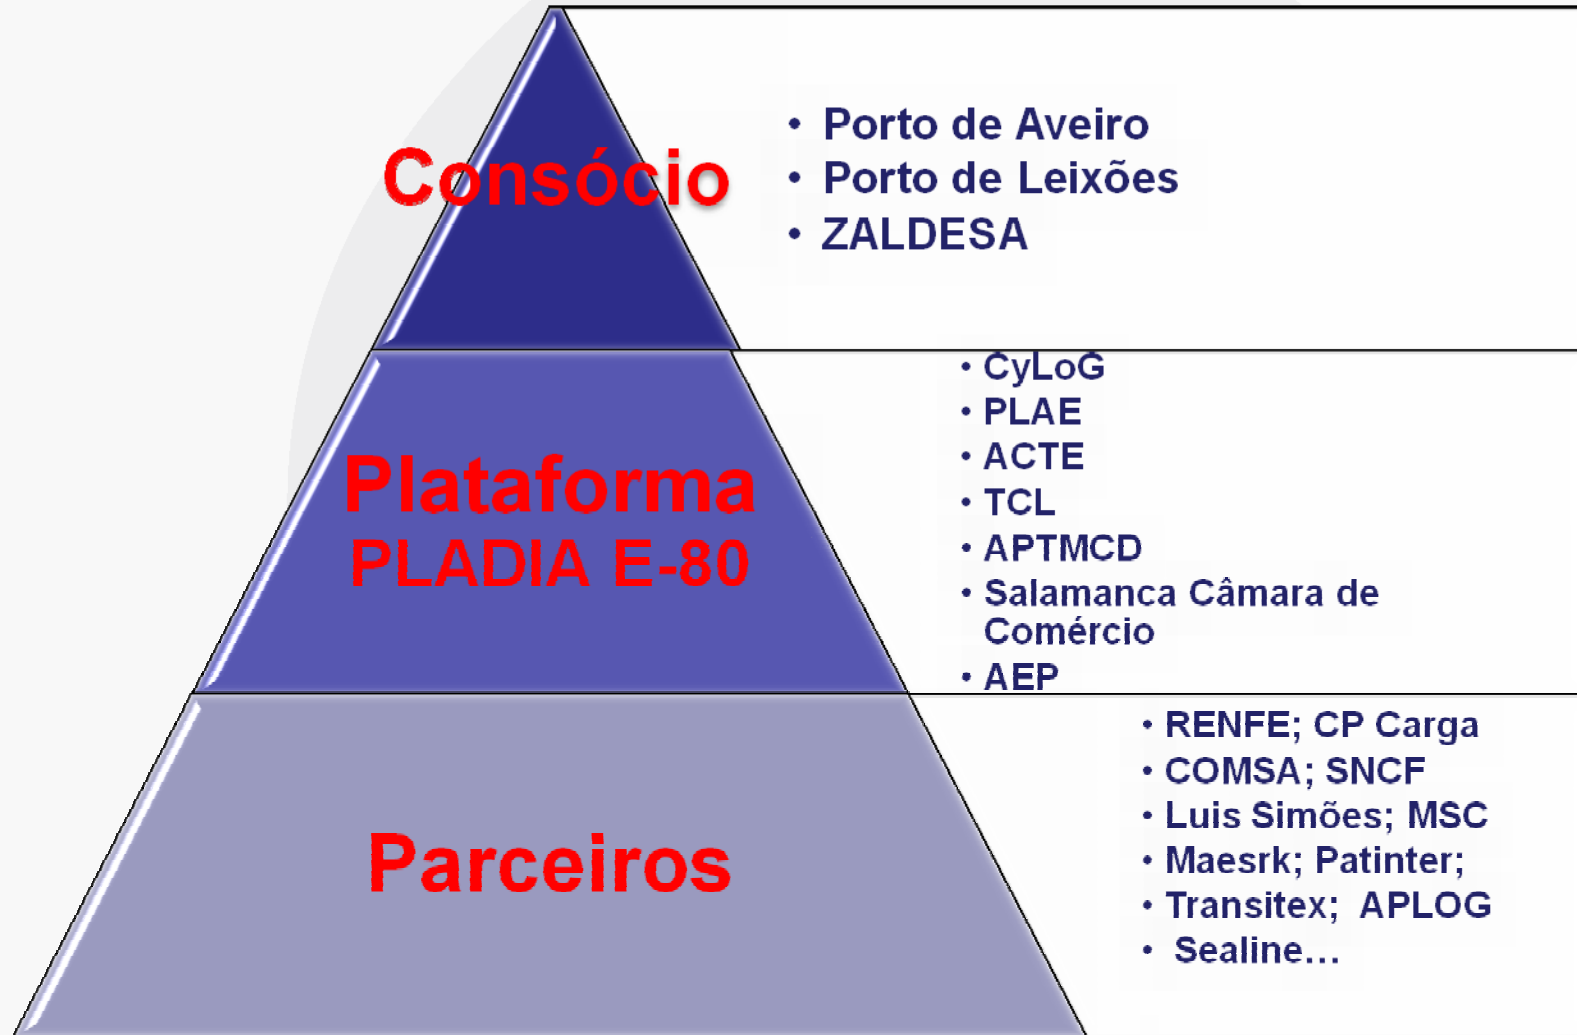 Consócio
• Porto de Aveiro
• Porto de Leixões
• ZALDESA
Plataforma
PLADIA E-80
• CyLoG
• PLAE
• ACTE
• TCL
• APTMCD
• Salamanca Câmara de
Comércio
• AEP
Parceiros
• RENFE; CP Carga
• COMSA; SNCF
• Luis Simões; MSC
• Maesrk; Patinter;
• Transitex; APLOG
• Sealine...